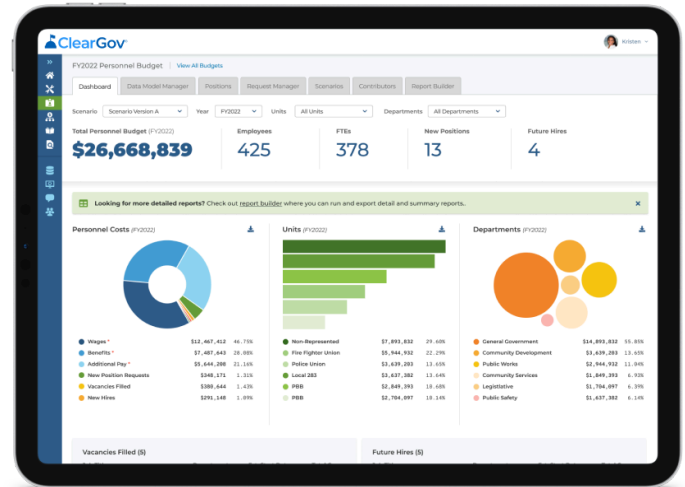 ClearGov
Kristen
FY2022 Personnel Budget | View All Budgets
Dashboard Data Model Manager Positions Request Manager Scenarios Contributors Report Builder
Scenario Scenario Version A Year FY2022 Units All Units Departments All Departments
Total Personnel Budget (FY2022) Employees FTEs New Positions Future Hires
$26,668,839 425 378 13 4
Looking for more detailed reports? Check out report builder where you can run and export detail and summary reports..
Personnel Costs (FY2022) Units (FY2022) Departments (FY2022)
Wages * $12,467,412 46.75% Non-Represented $7,893,832 29.60% General Government $14,893,832 55.85%
Benefits * $7,487,643 28.08% Fire Fighter Union $5,944,932 22.29% Community Development $3,639,283 13.65%
Additional Pay * $5,644,288 21.16% Police Union $3,639,283 13.65% Public Works $2,944,932 11.04%
New Position Requests $348,171 1.31% Local 283 $3,637,382 13.64% Community Services $1,849,393 6.93%
Vacancies Filled $388,644 1.43% PBB $2,849,393 10.68% Legistlative $1,704,097 6.39%
New Hires $291,148 1.09% PBB $2,704,097 10.14% Public Safety $1,637,382 6.14%
Vacancies Filled (5) Future Hires (5)